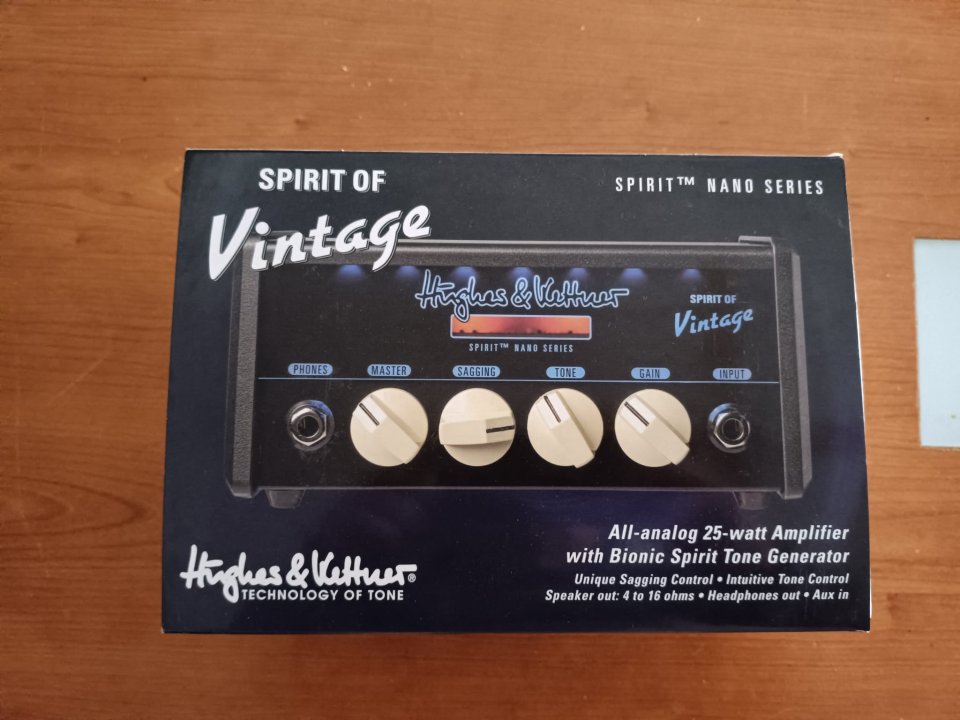 SPIRIT OF
Vintage
SPIRIT™ NANO SERIES
Hughes & Kettner
SPIRIT™ NANO SERIES
SPIRIT OF
Vintage
PHONES MASTER SAGGING TONE GAIN INPUT
All-analog 25-watt Amplifier
with Bionic Spirit Tone Generator
Unique Sagging Control • Intuitive Tone Control
Speaker out: 4 to 16 ohms • Headphones out • Aux in
Hughes & Kettner®
TECHNOLOGY OF TONE